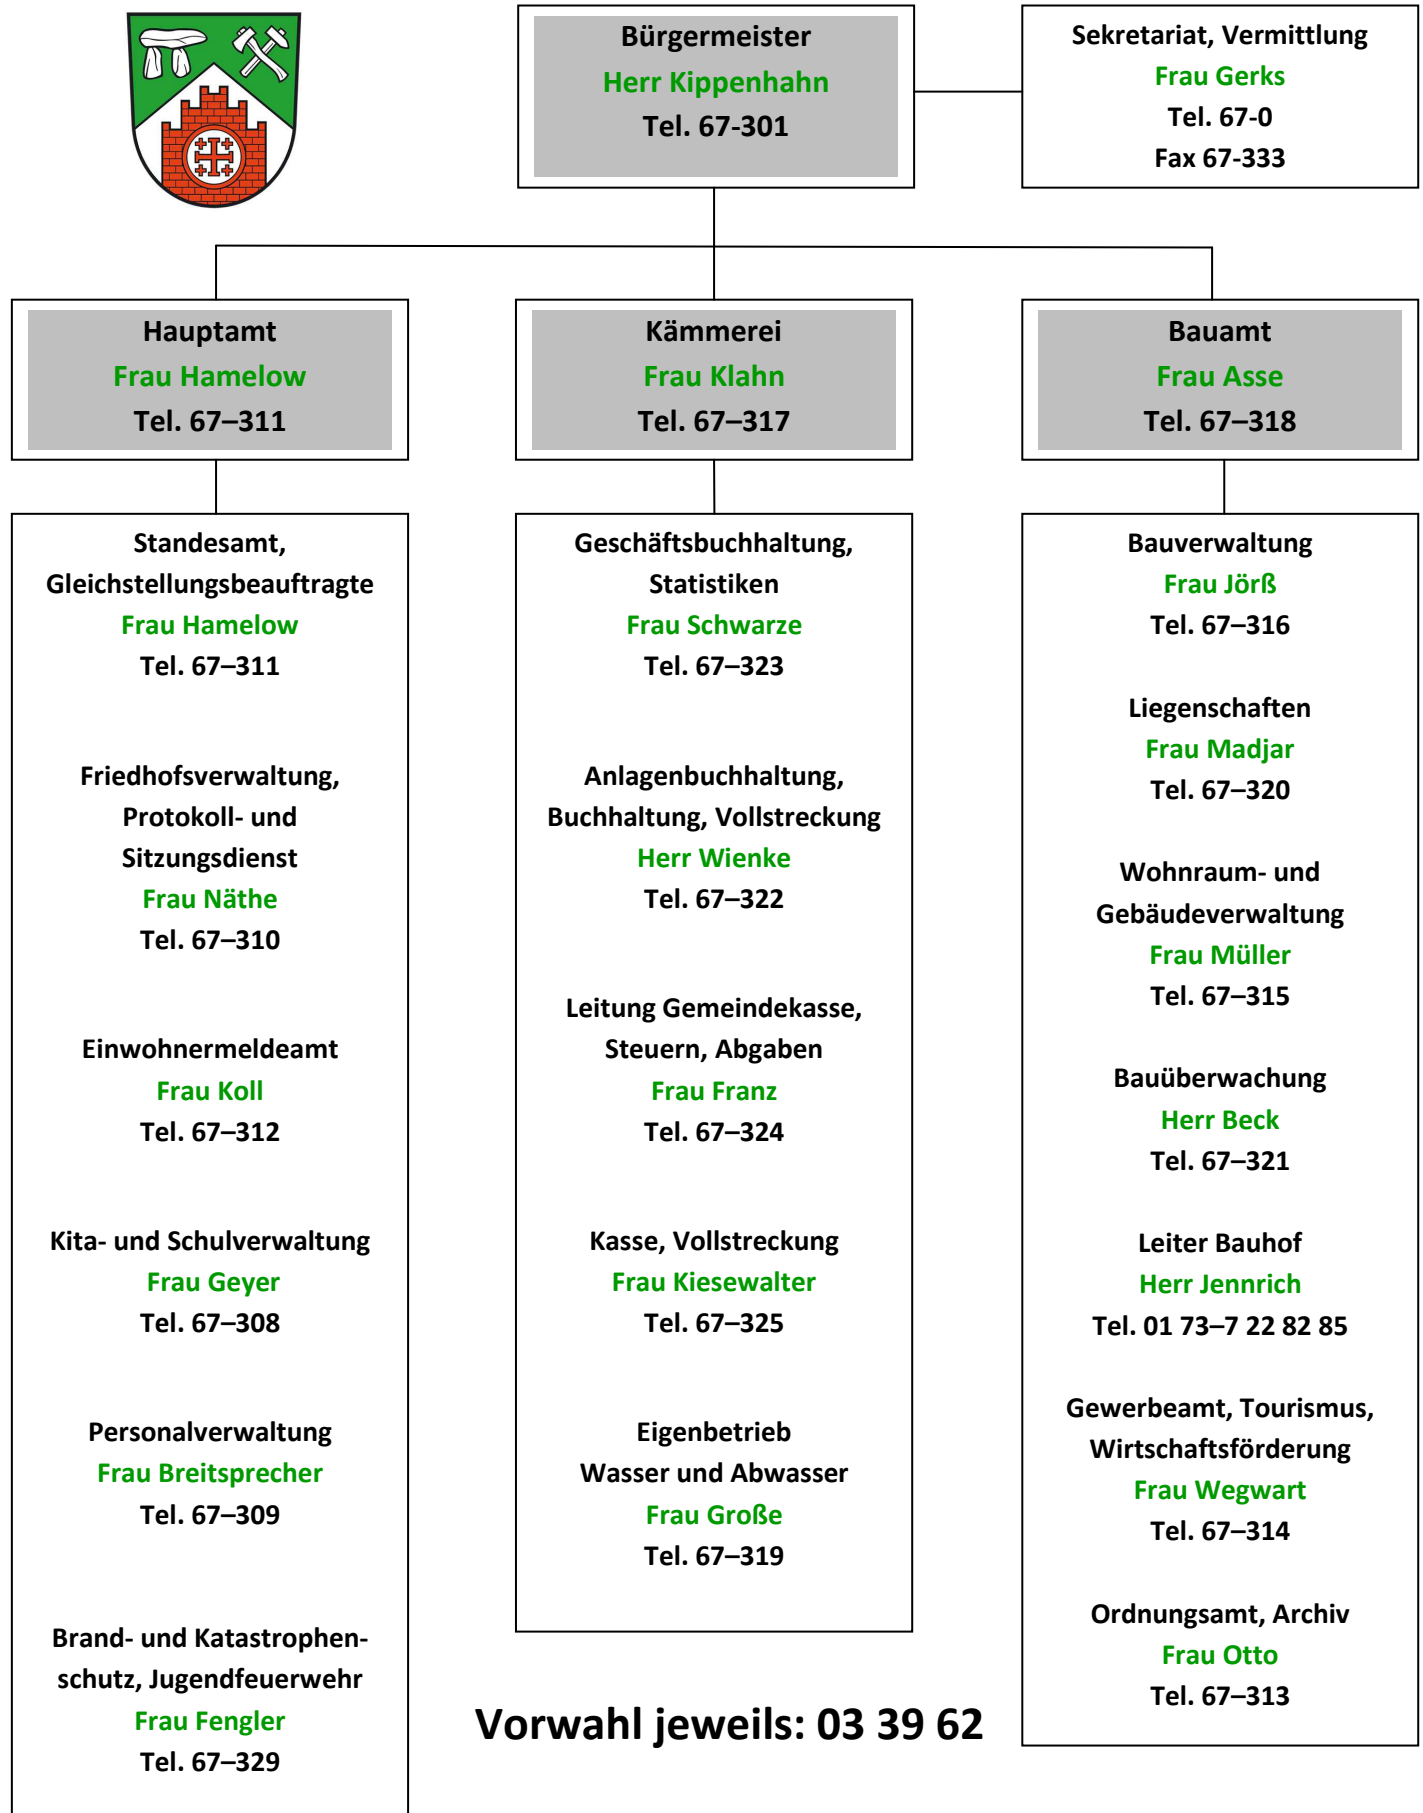 Bürgermeister
Herr Kippenhahn
Tel. 67-301
Sekretariat, Vermittlung
Frau Gerks
Tel. 67-0
Fax 67-333
Hauptamt
Frau Hamelow
Tel. 67–311
Kämmerei
Frau Klahn
Tel. 67–317
Bauamt
Frau Asse
Tel. 67–318
Standesamt,
Gleichstellungsbeauftragte
Frau Hamelow
Tel. 67–311
Friedhofsverwaltung,
Protokoll- und
Sitzungsdienst
Frau Näthe
Tel. 67–310
Einwohnermeldeamt
Frau Koll
Tel. 67–312
Kita- und Schulverwaltung
Frau Geyer
Tel. 67–308
Personalverwaltung
Frau Breitsprecher
Tel. 67–309
Brand- und Katastrophen-
schutz, Jugendfeuerwehr
Frau Fengler
Tel. 67–329
Geschäftsbuchhaltung,
Statistiken
Frau Schwarze
Tel. 67–323
Anlagenbuchhaltung,
Buchhaltung, Vollstreckung
Herr Wienke
Tel. 67–322
Leitung Gemeindekasse,
Steuern, Abgaben
Frau Franz
Tel. 67–324
Kasse, Vollstreckung
Frau Kiesewalter
Tel. 67–325
Eigenbetrieb
Wasser und Abwasser
Frau Große
Tel. 67–319
Bauverwaltung
Frau Jörß
Tel. 67–316
Liegenschaften
Frau Madjar
Tel. 67–320
Wohnraum- und
Gebäudeverwaltung
Frau Müller
Tel. 67–315
Bauüberwachung
Herr Beck
Tel. 67–321
Leiter Bauhof
Herr Jennrich
Tel. 01 73–7 22 82 85
Gewerbeamt, Tourismus,
Wirtschaftsförderung
Frau Wegwart
Tel. 67–314
Ordnungsamt, Archiv
Frau Otto
Tel. 67–313
Vorwahl jeweils: 03 39 62